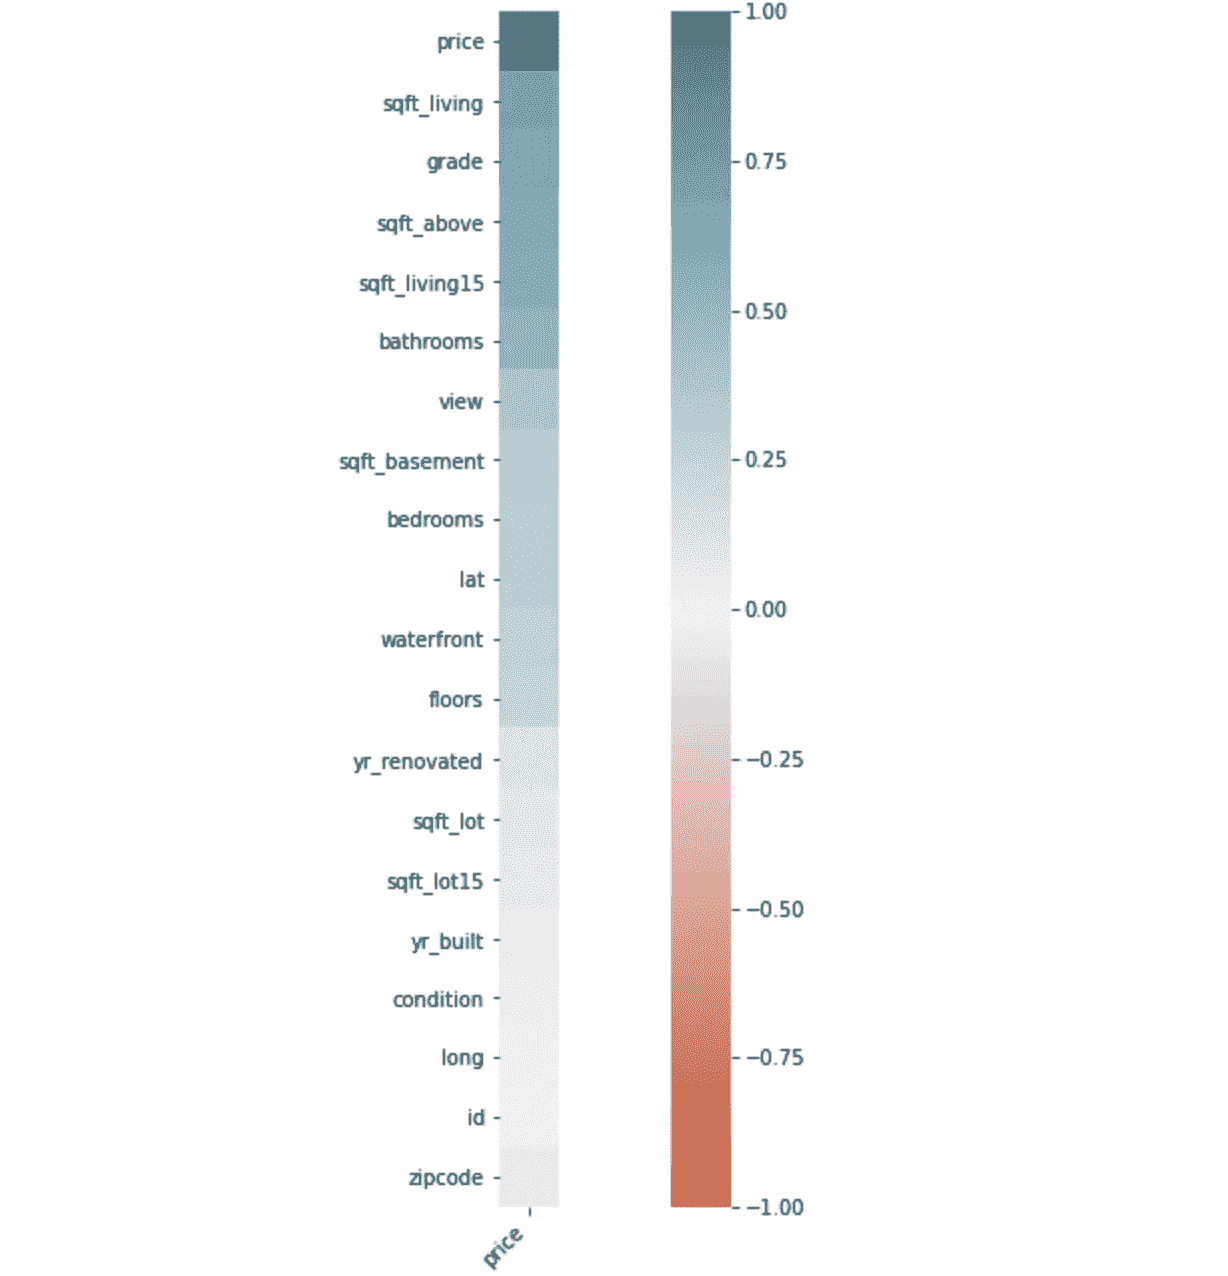 price
sqft_living
grade
sqft_above
sqft_living15
bathrooms
view
sqft_basement
bedrooms
lat
waterfront
floors
yr_renovated
sqft_lot
sqft_lot15
yr_built
condition
long
id
zipcode
price
1.00
0.75
0.50
0.25
0.00
−0.25
−0.50
−0.75
−1.00